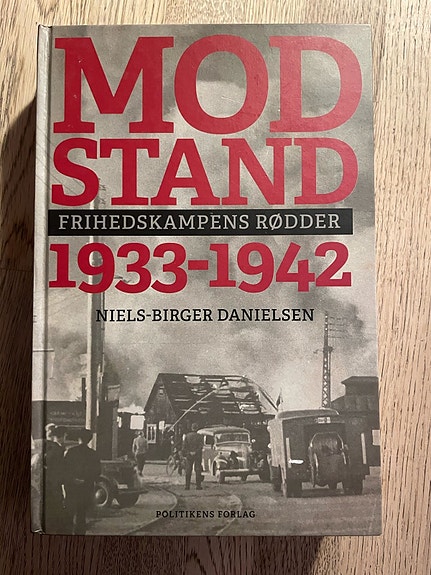 MOD
STAND
FRIHEDSKAMPENS RØDDER
1933-1942
NIELS-BIRGER DANIELSEN
POLITIKENS FORLAG